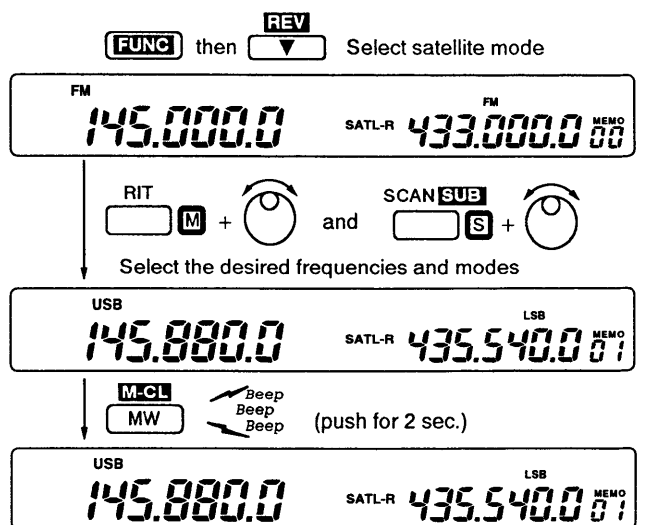 REV
FUNC then ▼ Select satellite mode
FM FM
145.000.0 SATL-R 433.000.0 MEMO 00
RIT SCAN SUB
M + and S +
Select the desired frequencies and modes
USB LSB
145.880.0 SATL-R 435.540.0 MEMO 01
M-CL Beep
MW Beep (push for 2 sec.)
Beep
USB LSB
145.880.0 SATL-R 435.540.0 MEMO 01